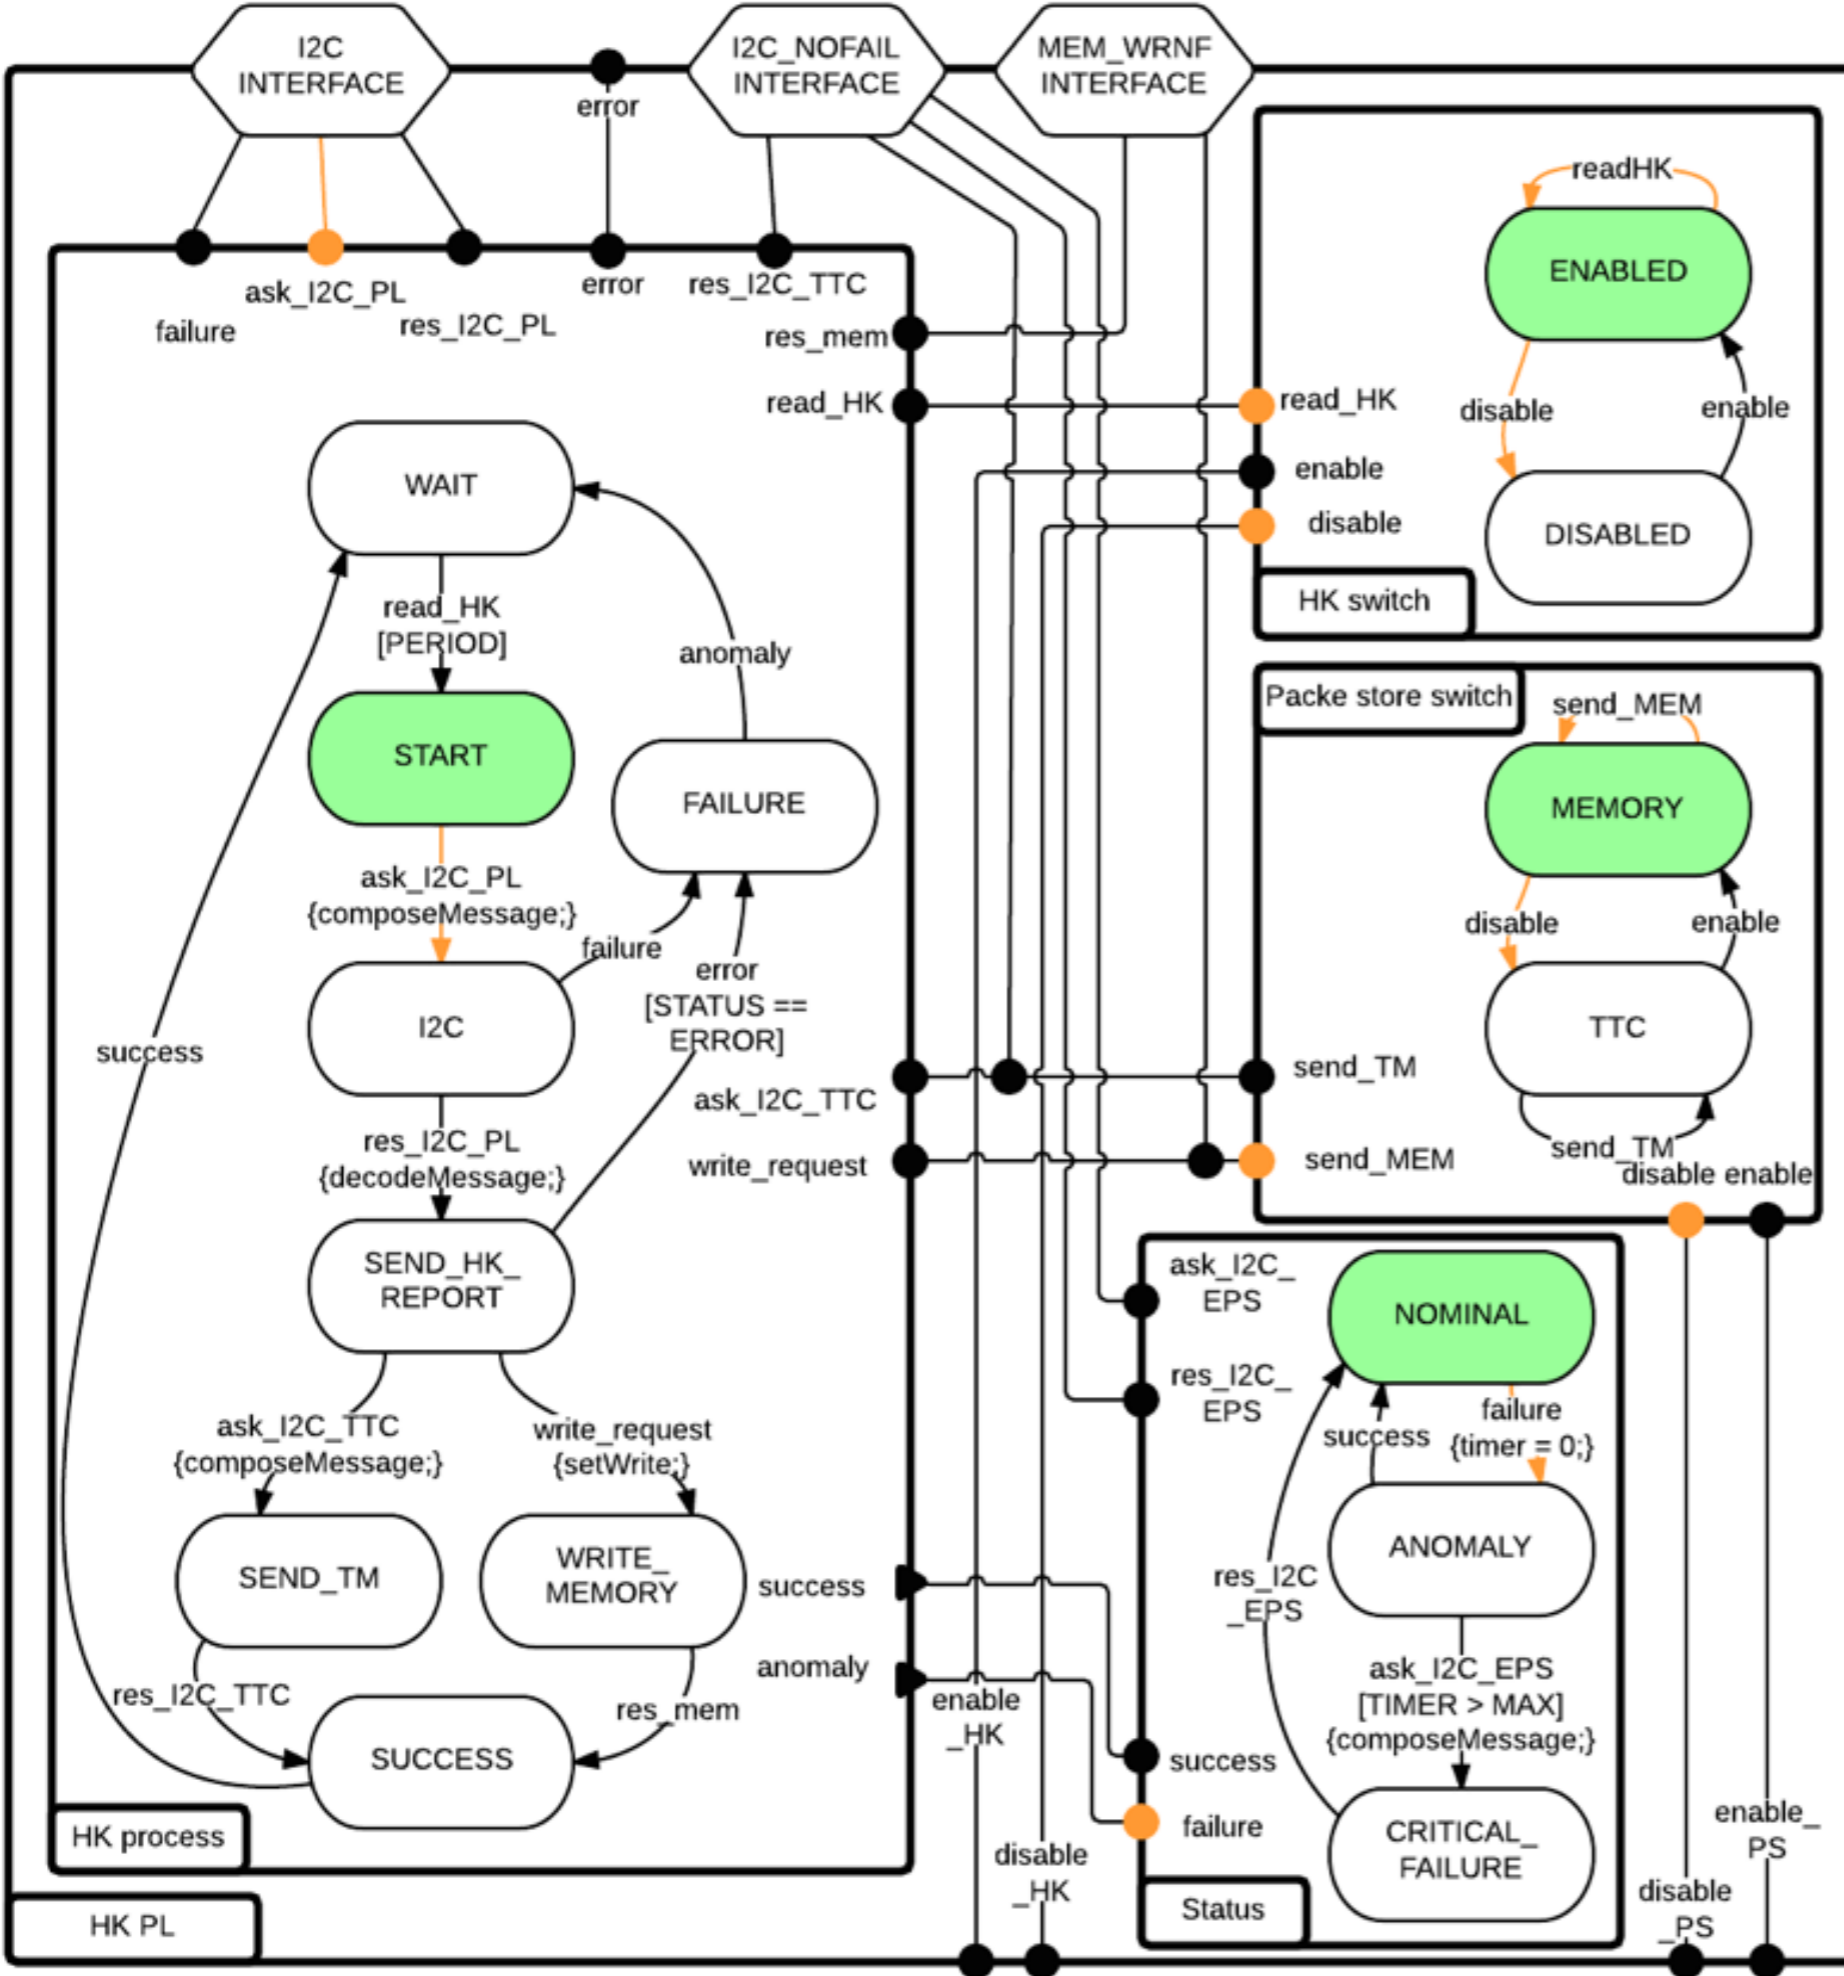 I2C
INTERFACE
error
I2C_NOFAIL
INTERFACE
MEM_WRNF
INTERFACE
failure
ask_I2C_PL
res_I2C_PL
error
res_I2C_TTC
res_mem
read_HK
WAIT
read_HK
[PERIOD]
START
anomaly
FAILURE
ask_I2C_PL
{composeMessage;}
failure
error
[STATUS ==
ERROR]
I2C
success
res_I2C_PL
{decodeMessage;}
ask_I2C_TTC
write_request
SEND_HK_
REPORT
ask_I2C_TTC
{composeMessage;}
write_request
{setWrite;}
SEND_TM
WRITE_
MEMORY
success
anomaly
res_I2C_TTC
res_mem
SUCCESS
HK process
HK PL
readHK
ENABLED
read_HK
disable
enable
enable
disable
DISABLED
HK switch
Packe store switch
send_MEM
MEMORY
disable
enable
TTC
send_TM
send_MEM
send_TM
disable enable
ask_I2C_
EPS
NOMINAL
res_I2C_
EPS
success
failure
{timer = 0;}
ANOMALY
res_I2C
_EPS
ask_I2C_EPS
[TIMER > MAX]
{composeMessage;}
success
failure
CRITICAL_
FAILURE
Status
enable
_HK
disable
_HK
disable
_PS
enable_
PS